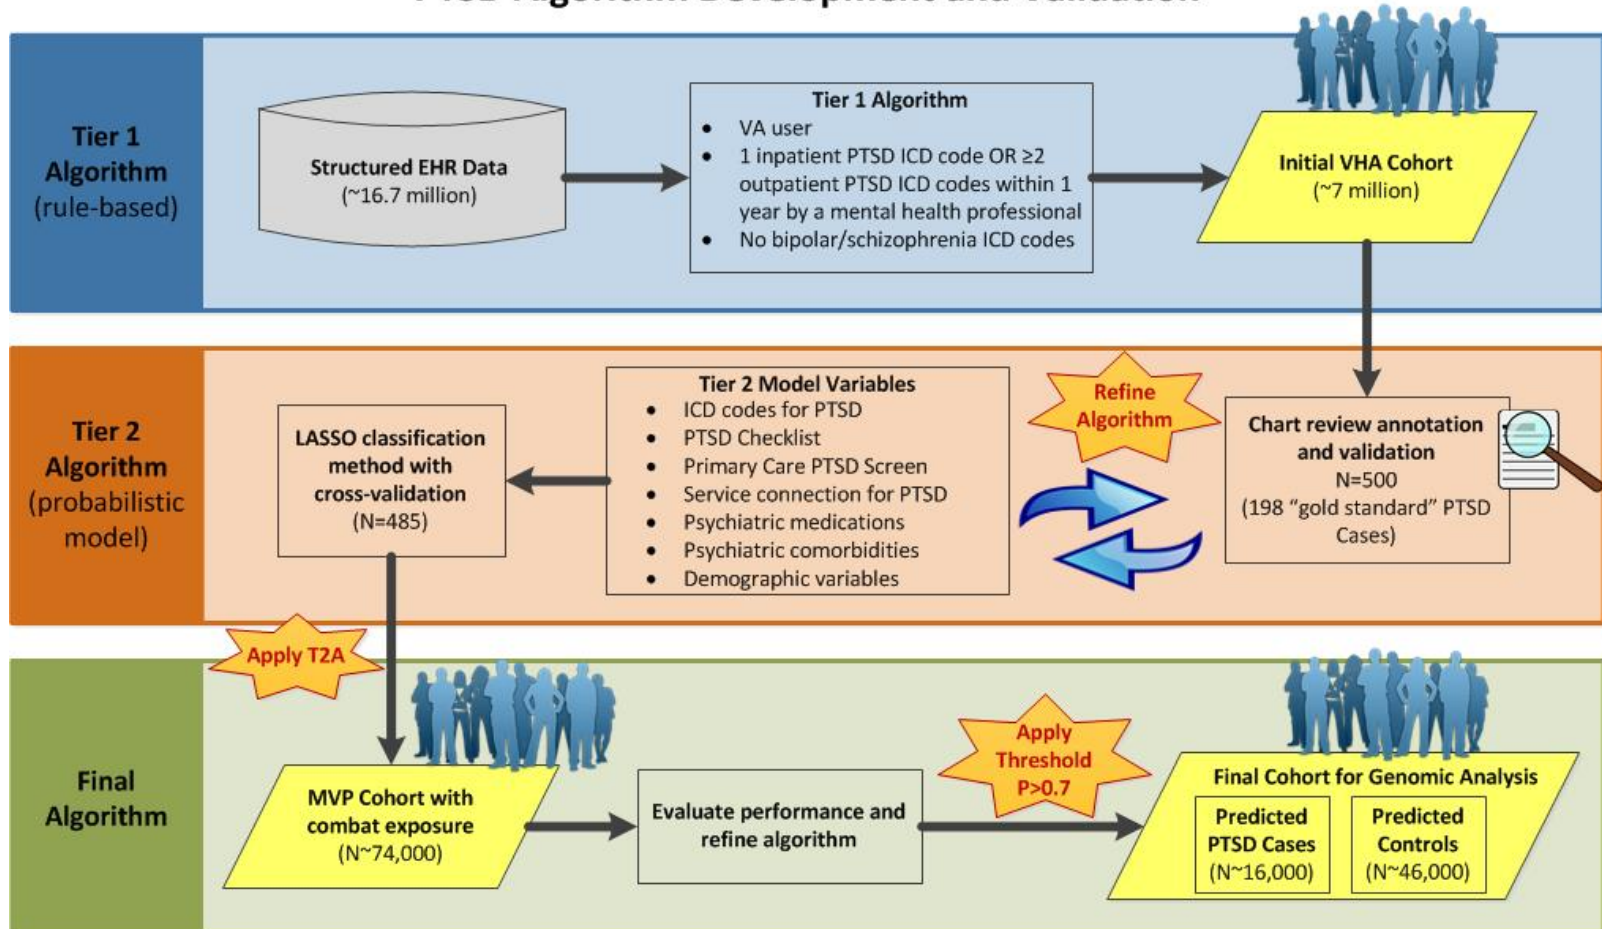 PTSD Algorithm Development and Validation
Tier 1
Algorithm
(rule-based)
Structured EHR Data
(~16.7 million)
Tier 1 Algorithm
• VA user
• 1 inpatient PTSD ICD code OR ≥2
outpatient PTSD ICD codes within 1
year by a mental health professional
• No bipolar/schizophrenia ICD codes
Initial VHA Cohort
(~7 million)
Tier 2
Algorithm
(probabilistic
model)
LASSO classification
method with
cross-validation
(N=485)
Tier 2 Model Variables
• ICD codes for PTSD
• PTSD Checklist
• Primary Care PTSD Screen
• Service connection for PTSD
• Psychiatric medications
• Psychiatric comorbidities
• Demographic variables
Refine
Algorithm
Chart review annotation
and validation
N=500
(198 “gold standard” PTSD
Cases)
Apply T2A
Final
Algorithm
MVP Cohort with
combat exposure
(N~74,000)
Evaluate performance and
refine algorithm
Apply
Threshold
P>0.7
Final Cohort for Genomic Analysis
Predicted
PTSD Cases
(N~16,000)
Predicted
Controls
(N~46,000)